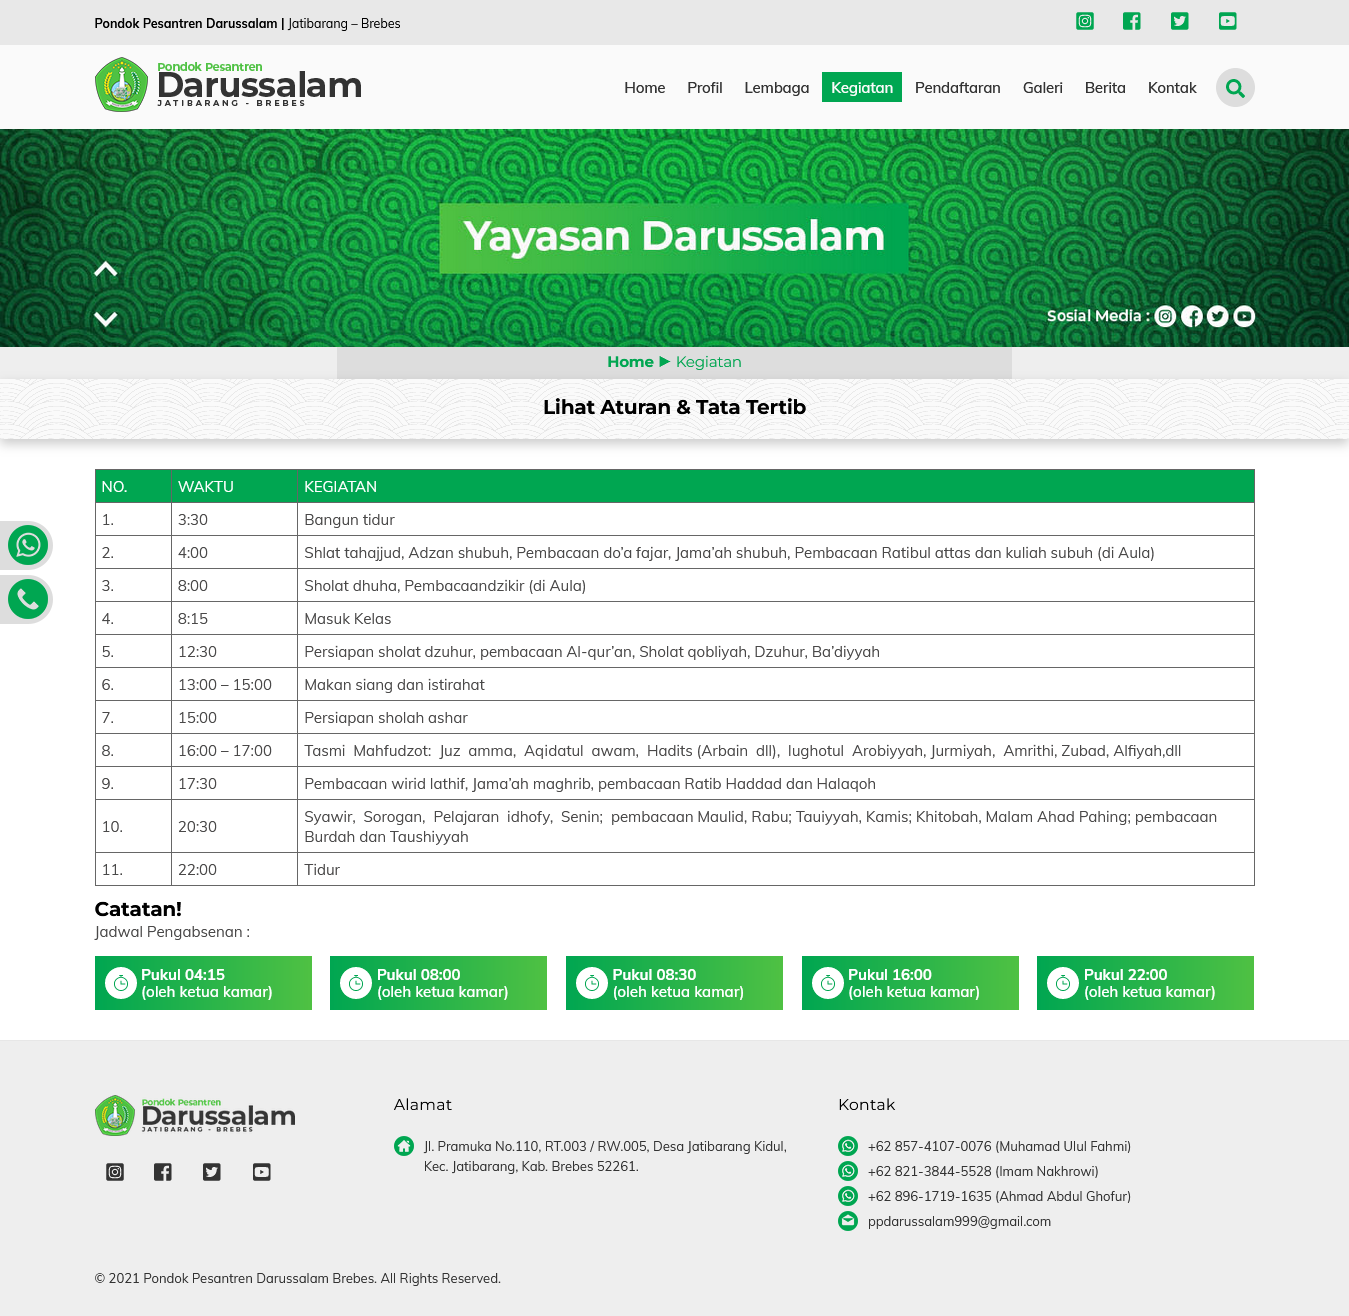 Pondok Pesantren Darussalam | Jatibarang – Brebes
Pondok Pesantren
Darussalam
JATIBARANG - BREBES
Home Profil Lembaga Kegiatan Pendaftaran Galeri Berita Kontak
Yayasan Darussalam
Sosial Media :
Home ▶ Kegiatan
Lihat Aturan & Tata Tertib
NO. WAKTU KEGIATAN
1. 3:30 Bangun tidur
2. 4:00 Shlat tahajjud, Adzan shubuh, Pembacaan do’a fajar, Jama’ah shubuh, Pembacaan Ratibul attas dan kuliah subuh (di Aula)
3. 8:00 Sholat dhuha, Pembacaandzikir (di Aula)
4. 8:15 Masuk Kelas
5. 12:30 Persiapan sholat dzuhur, pembacaan Al-qur’an, Sholat qobliyah, Dzuhur, Ba’diyyah
6. 13:00 – 15:00 Makan siang dan istirahat
7. 15:00 Persiapan sholah ashar
8. 16:00 – 17:00 Tasmi Mahfudzot: Juz amma, Aqidatul awam, Hadits (Arbain dll), lughotul Arobiyyah, Jurmiyah, Amrithi, Zubad, Alfiyah,dll
9. 17:30 Pembacaan wirid lathif, Jama’ah maghrib, pembacaan Ratib Haddad dan Halaqoh
10. 20:30 Syawir, Sorogan, Pelajaran idhofy, Senin; pembacaan Maulid, Rabu; Tauiyyah, Kamis; Khitobah, Malam Ahad Pahing; pembacaan
Burdah dan Taushiyyah
11. 22:00 Tidur
Catatan!
Jadwal Pengabsenan :
Pukul 04:15
(oleh ketua kamar)
Pukul 08:00
(oleh ketua kamar)
Pukul 08:30
(oleh ketua kamar)
Pukul 16:00
(oleh ketua kamar)
Pukul 22:00
(oleh ketua kamar)
Pondok Pesantren
Darussalam
JATIBARANG - BREBES
Alamat
Jl. Pramuka No.110, RT.003 / RW.005, Desa Jatibarang Kidul,
Kec. Jatibarang, Kab. Brebes 52261.
Kontak
+62 857-4107-0076 (Muhamad Ulul Fahmi)
+62 821-3844-5528 (Imam Nakhrowi)
+62 896-1719-1635 (Ahmad Abdul Ghofur)
ppdarussalam999@gmail.com
© 2021 Pondok Pesantren Darussalam Brebes. All Rights Reserved.